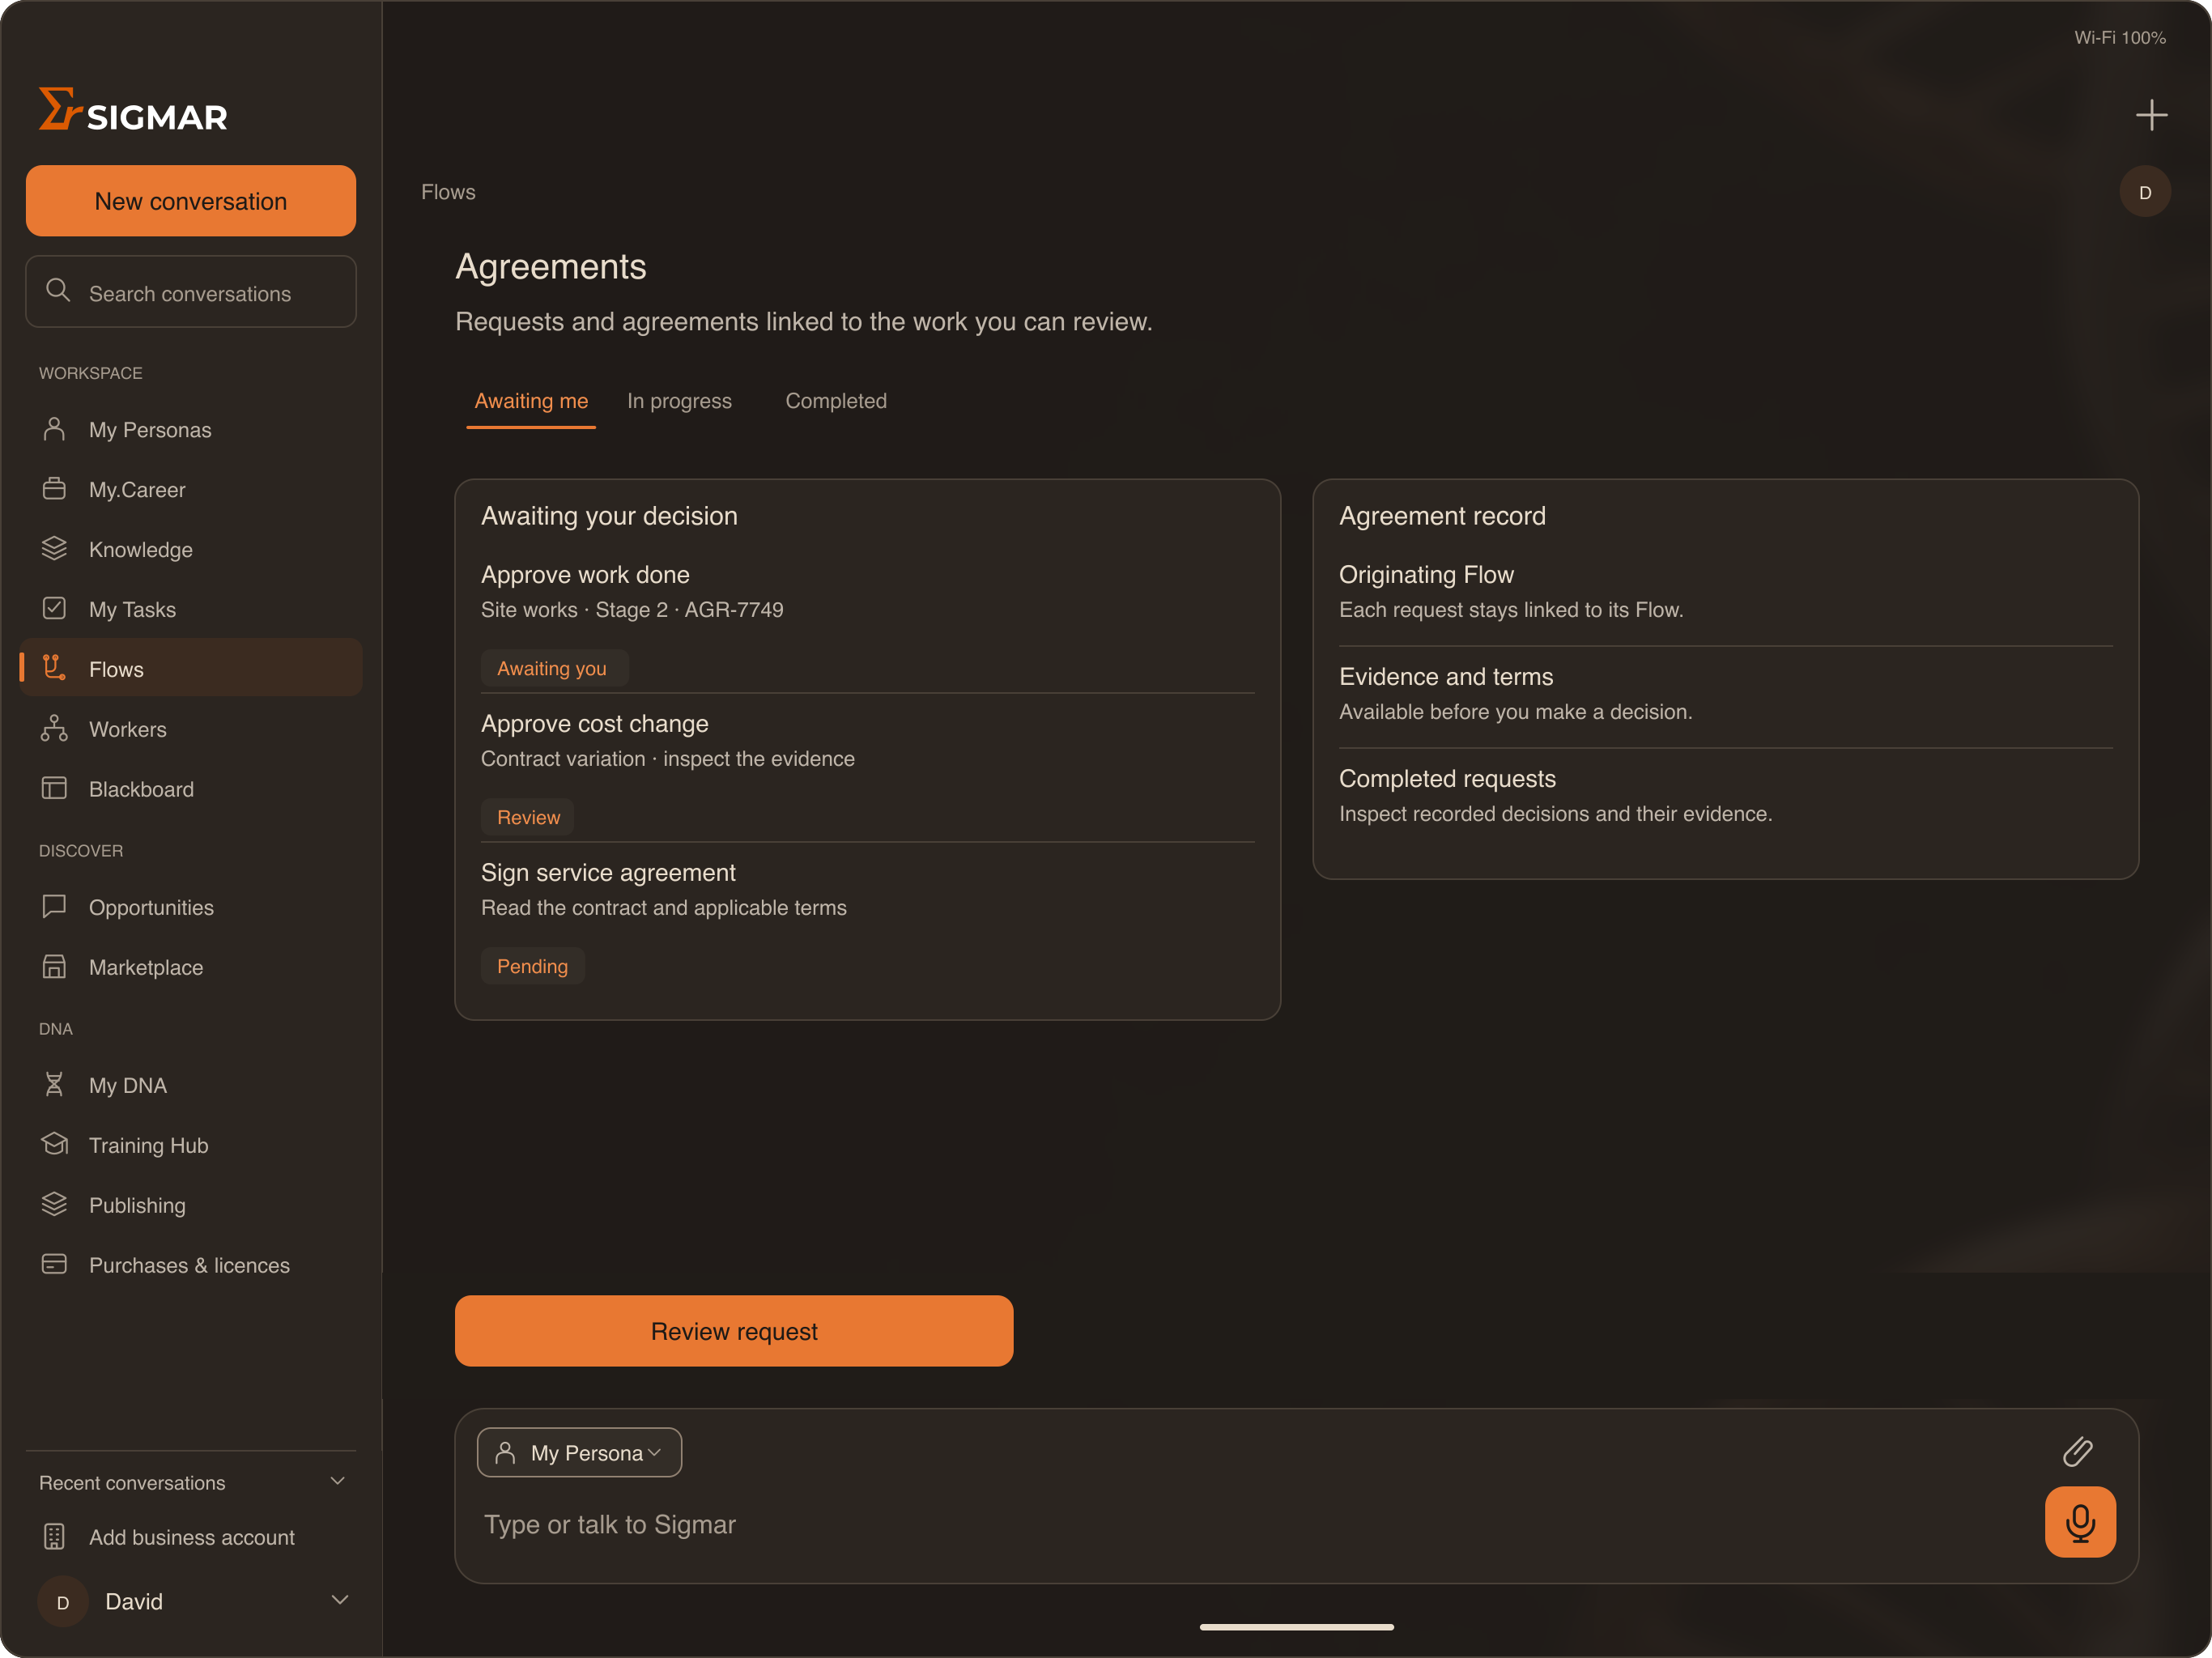 Wi-Fi 100%
Σr SIGMAR
New conversation
Search conversations
WORKSPACE
My Personas
My.Career
Knowledge
My Tasks
Flows
Workers
Blackboard
DISCOVER
Opportunities
Marketplace
DNA
My DNA
Training Hub
Publishing
Purchases & licences
Recent conversations
Add business account
D
David
Flows
D
Agreements
Requests and agreements linked to the work you can review.
Awaiting me
In progress
Completed
Awaiting your decision
Approve work done
Site works · Stage 2 · AGR-7749
Awaiting you
Approve cost change
Contract variation · inspect the evidence
Review
Sign service agreement
Read the contract and applicable terms
Pending
Agreement record
Originating Flow
Each request stays linked to its Flow.
Evidence and terms
Available before you make a decision.
Completed requests
Inspect recorded decisions and their evidence.
Review request
My Persona
Type or talk to Sigmar